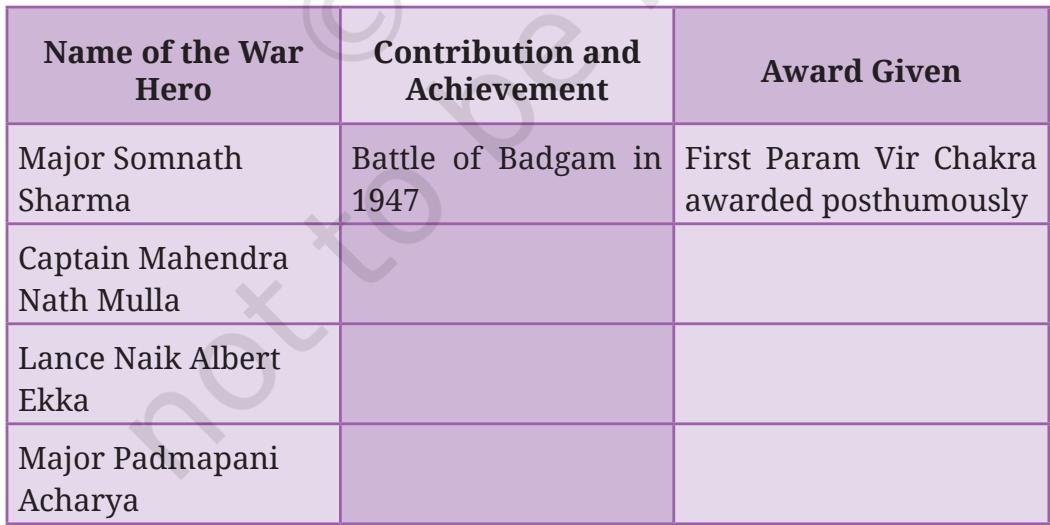 Name of the War
Hero
Contribution and
Achievement
Award Given
Major Somnath
Sharma
Battle of Badgam in
1947
First Param Vir Chakra
awarded posthumously
Captain Mahendra
Nath Mulla
Lance Naik Albert
Ekka
Major Padmapani
Acharya
©
not to be